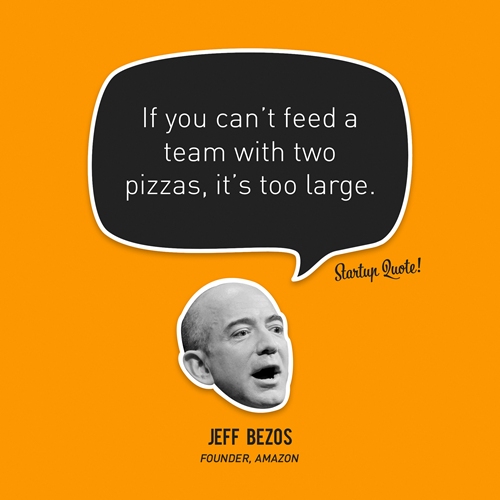 If you can’t feed a
team with two
pizzas, it’s too large.
Startup Quote!
JEFF BEZOS
FOUNDER, AMAZON